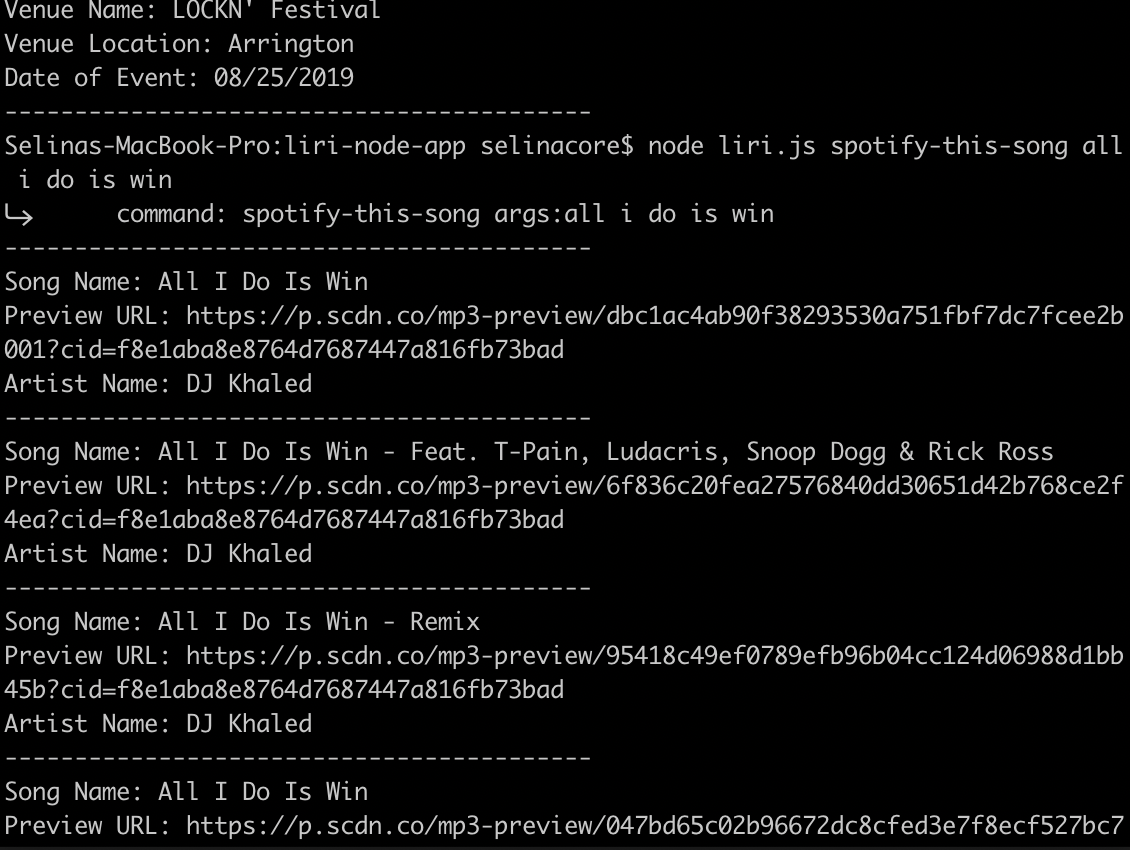 Venue Name: LOCKN' Festival
Venue Location: Arrington
Date of Event: 08/25/2019
------------------------------------------
Selinas-MacBook-Pro:liri-node-app selinacore$ node liri.js spotify-this-song all
 i do is win
↳      command: spotify-this-song args:all i do is win
------------------------------------------
Song Name: All I Do Is Win
Preview URL: https://p.scdn.co/mp3-preview/dbc1ac4ab90f38293530a751fbf7dc7fcee2b
001?cid=f8e1aba8e8764d7687447a816fb73bad
Artist Name: DJ Khaled
------------------------------------------
Song Name: All I Do Is Win - Feat. T-Pain, Ludacris, Snoop Dogg & Rick Ross
Preview URL: https://p.scdn.co/mp3-preview/6f836c20fea27576840dd30651d42b768ce2f
4ea?cid=f8e1aba8e8764d7687447a816fb73bad
Artist Name: DJ Khaled
------------------------------------------
Song Name: All I Do Is Win - Remix
Preview URL: https://p.scdn.co/mp3-preview/95418c49ef0789efb96b04cc124d06988d1bb
45b?cid=f8e1aba8e8764d7687447a816fb73bad
Artist Name: DJ Khaled
------------------------------------------
Song Name: All I Do Is Win
Preview URL: https://p.scdn.co/mp3-preview/047bd65c02b96672dc8cfed3e7f8ecf527bc7